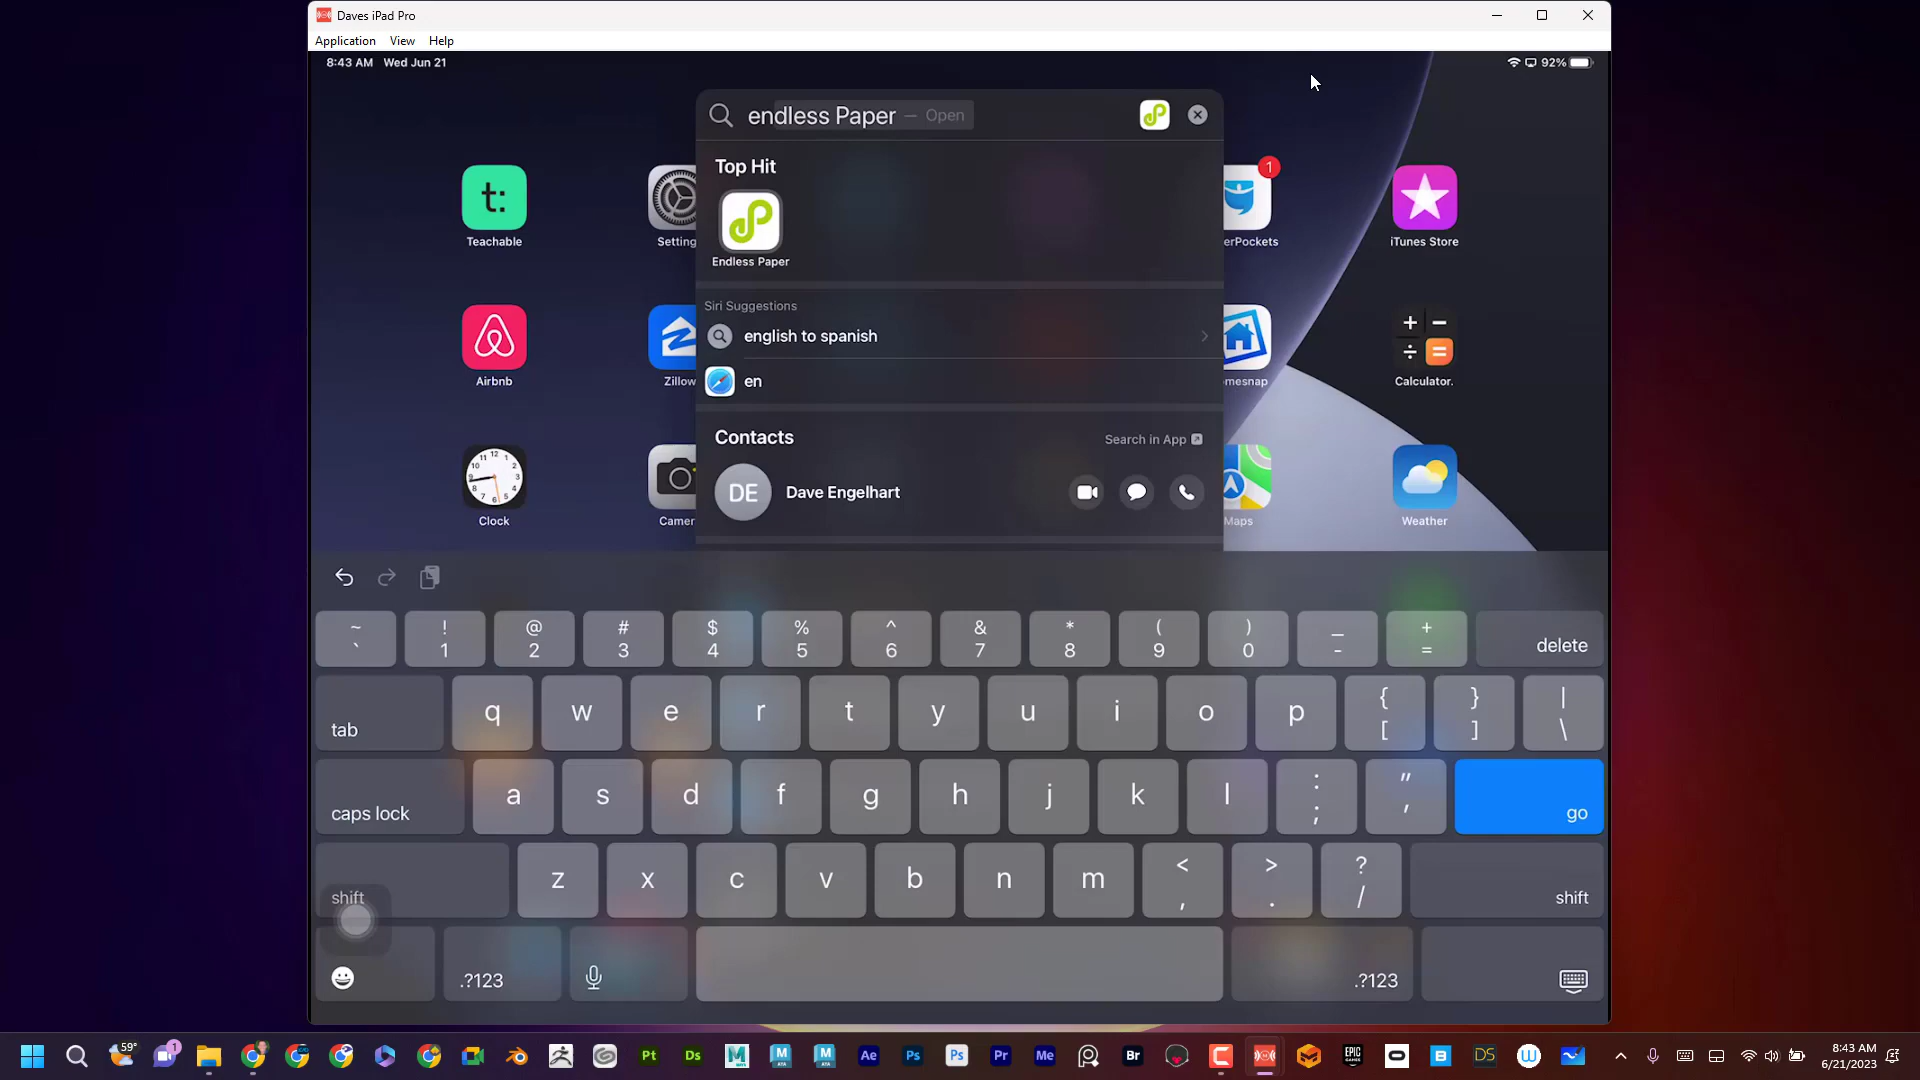 Daves iPad Pro
Application View Help
8:43 AM Wed Jun 21
92%
endless Paper — Open
Top Hit
Endless Paper
Siri Suggestions
english to spanish
en
Contacts
Search in App
DE Dave Engelhart
t:
Teachable
Setting
1
erPockets
iTunes Store
Airbnb
Zillow
mesnap
Calculator.
Clock
Camer
Maps
Weather
~ ! @ # $ % ^ & * ( ) _ +
` 1 2 3 4 5 6 7 8 9 0 - = delete
tab q w e r t y u i o p { [ } ] | \
caps lock a s d f g h j k l : ; " ' go
shift z x c v b n m < , > . ? / shift
.?123 .?123
59° 1 Pt Ds Ae Ps Ps Pr Me Br DS
8:43 AM
6/21/2023